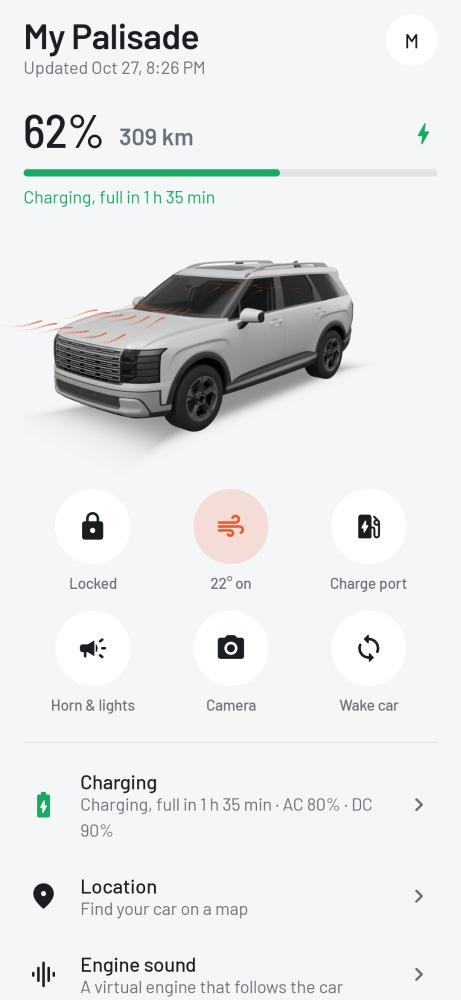 My Palisade
M
Updated Oct 27, 8:26 PM
62% 309 km
Charging, full in 1 h 35 min
Locked
22° on
Charge port
Horn & lights
Camera
Wake car
Charging
Charging, full in 1 h 35 min · AC 80% · DC
90%
Location
Find your car on a map
Engine sound
A virtual engine that follows the car